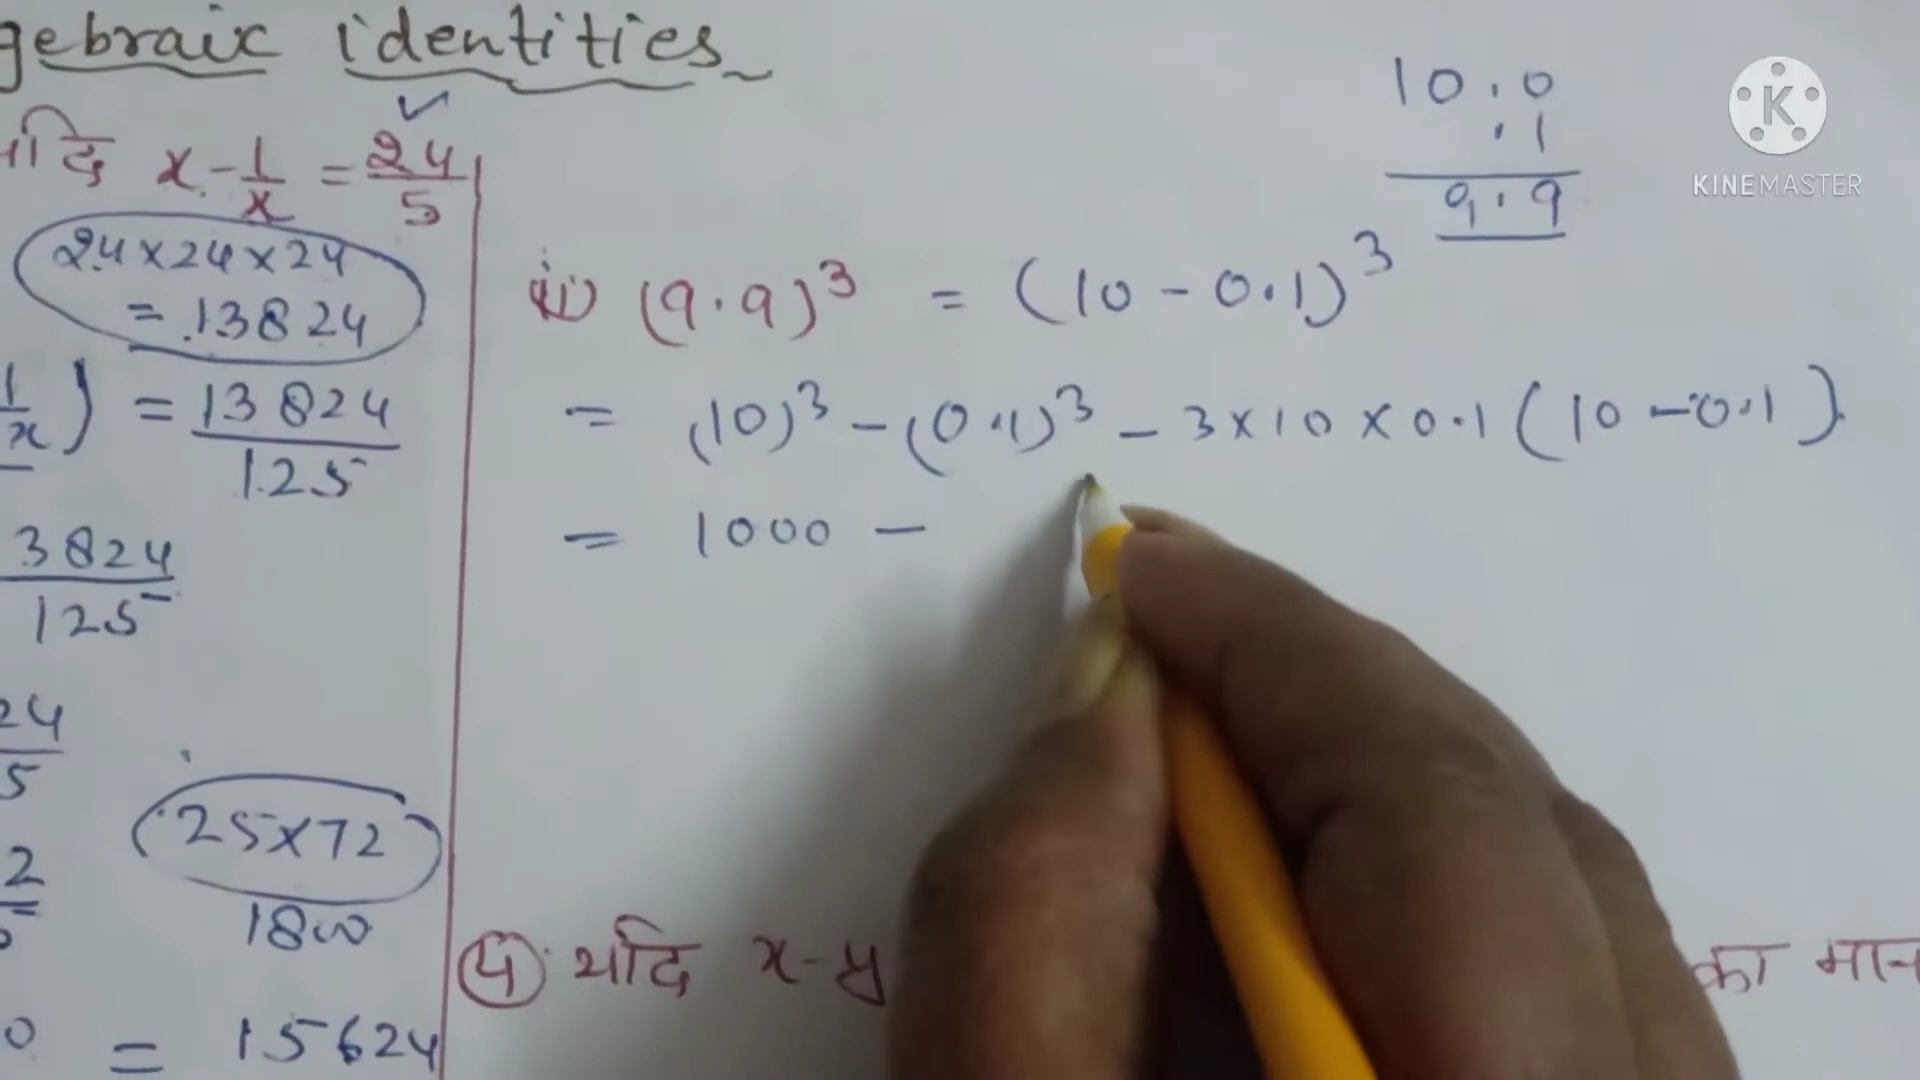 gebraic identities
यदि x - 1/x = 24/5
24×24×24
= 13824
1/x) = 13824/125
3824/125
24/5
25×72
1800
= 15624
10.0
.1
9.9
KINEMASTER
ii) (9.9)³ = (10 - 0.1)³
= (10)³ - (0.1)³ - 3×10×0.1(10 - 0.1)
= 1000 -
④ यदि x-y का मान